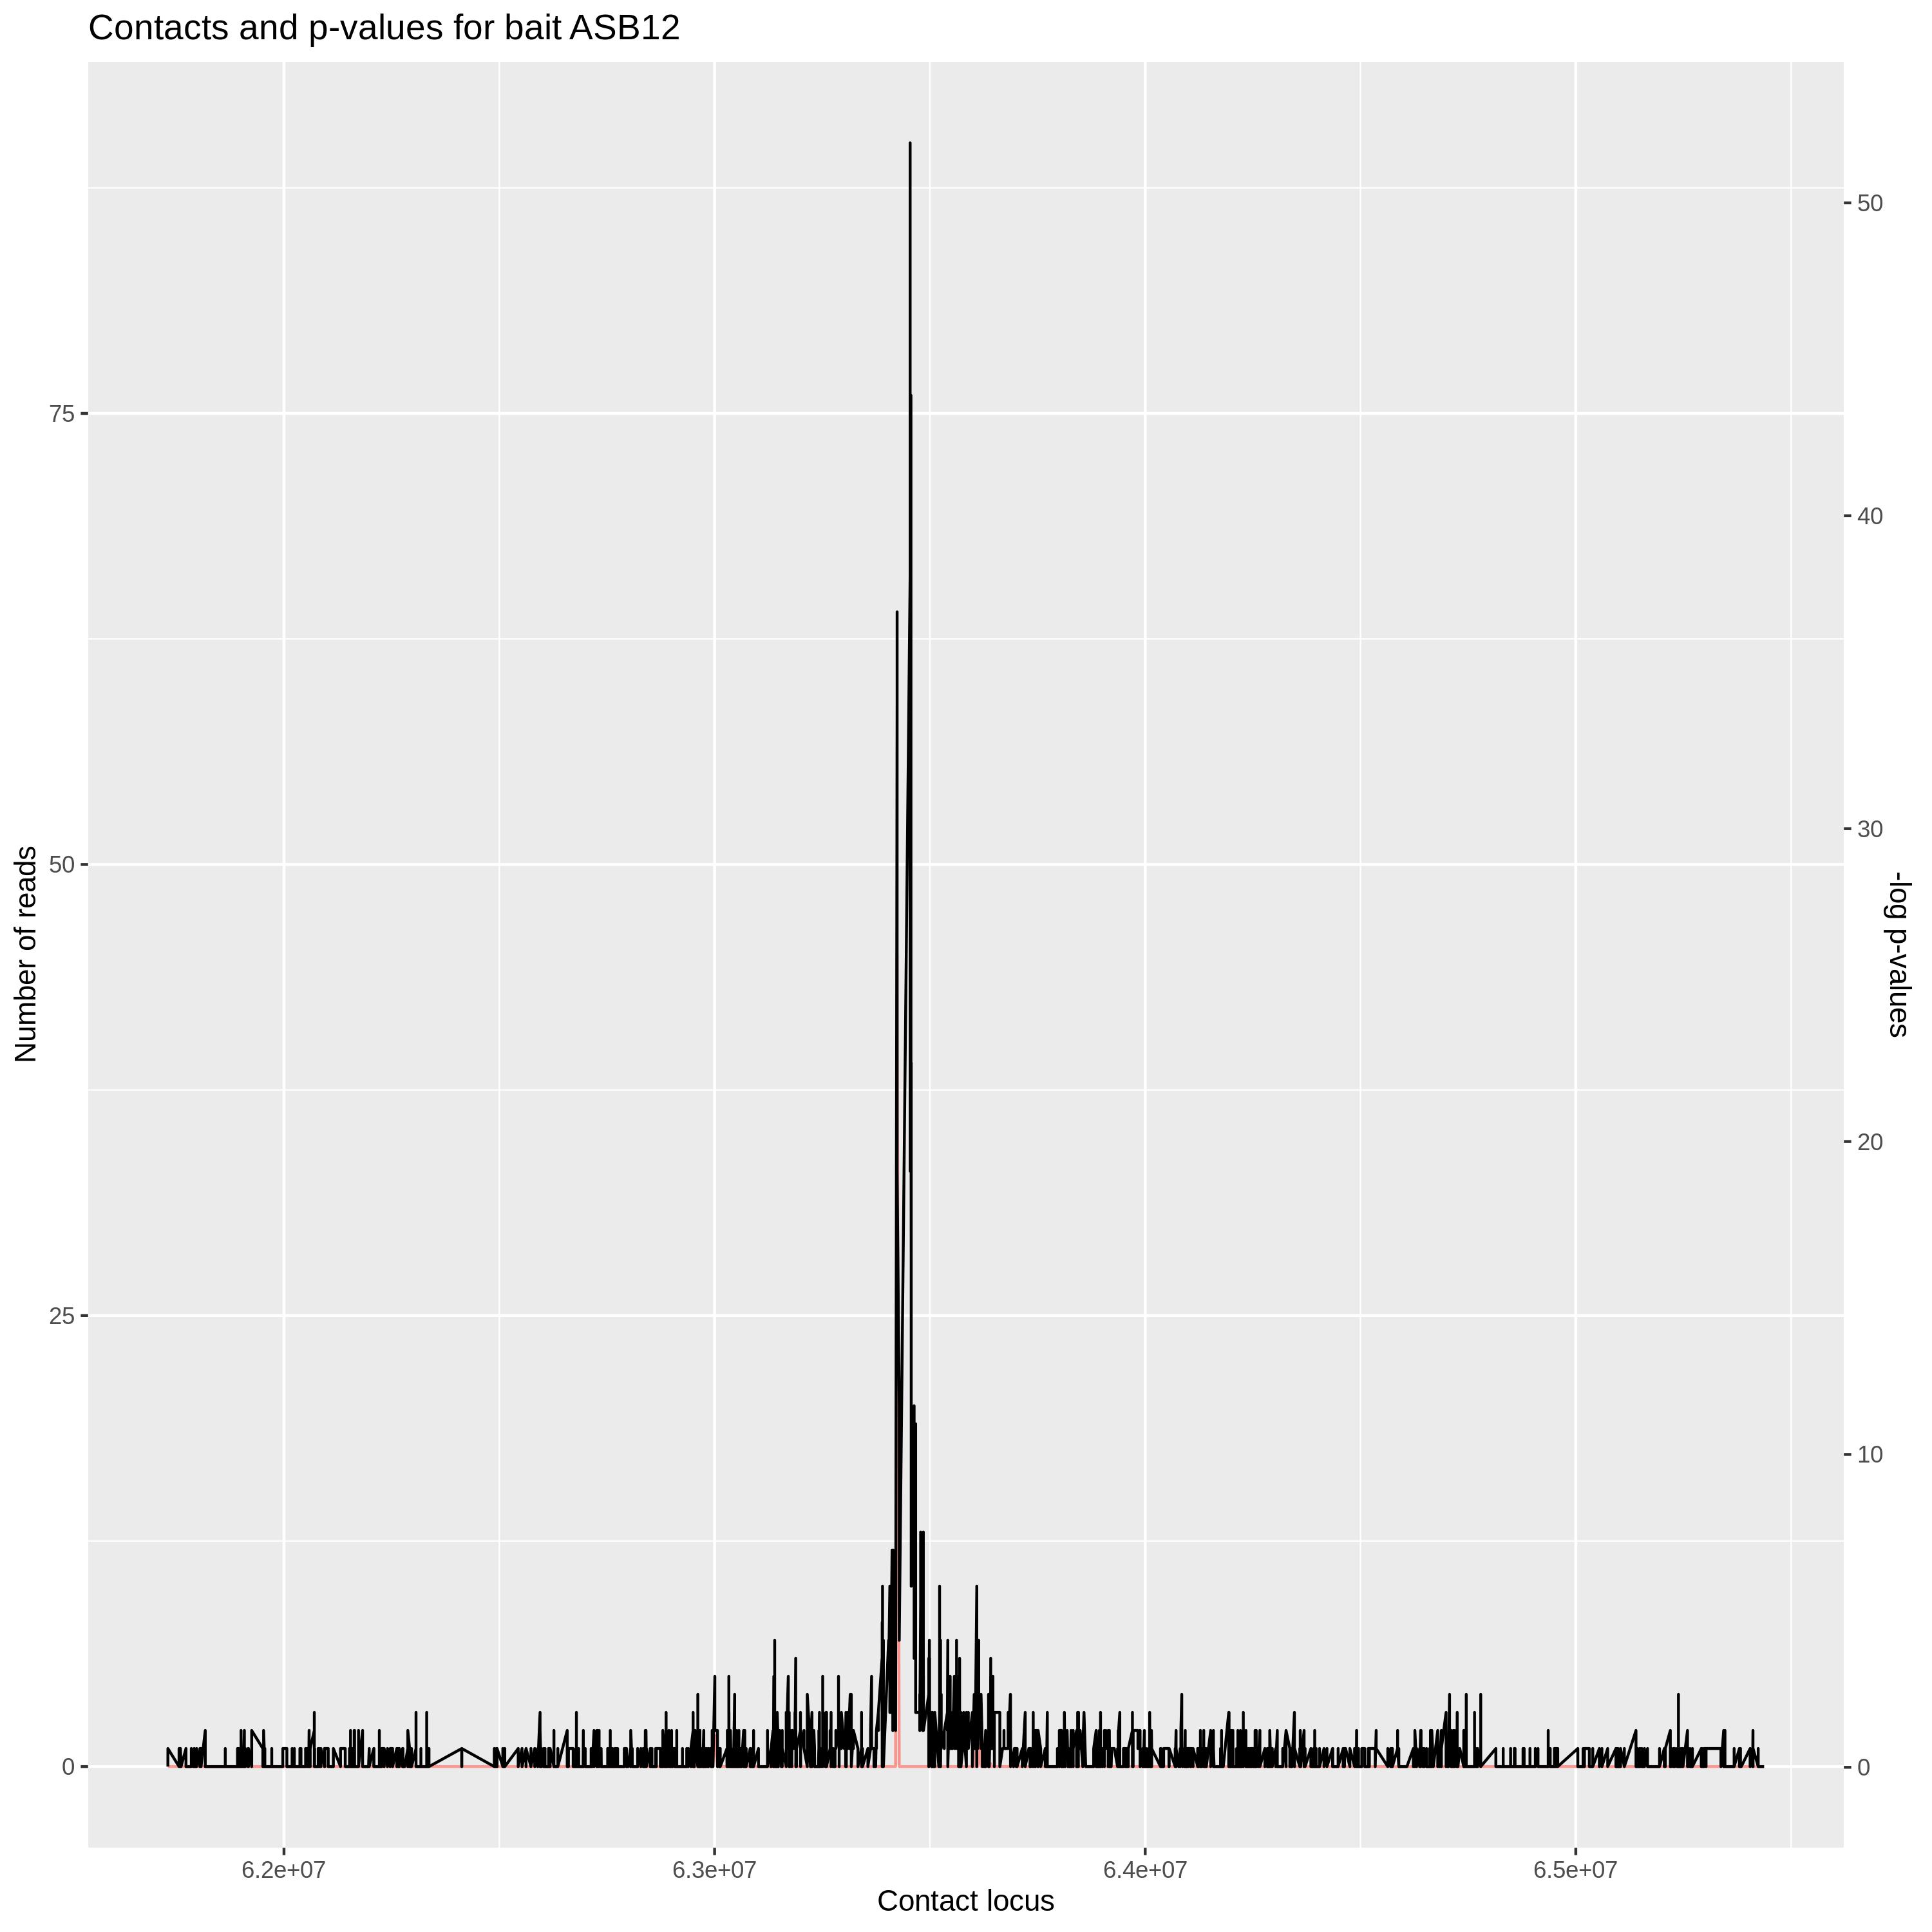 Contacts and p-values for bait ASB12
Number of reads
75
50
25
0
50
40
30
20
10
0
-log p-values
6.2e+07
6.3e+07
6.4e+07
6.5e+07
Contact locus